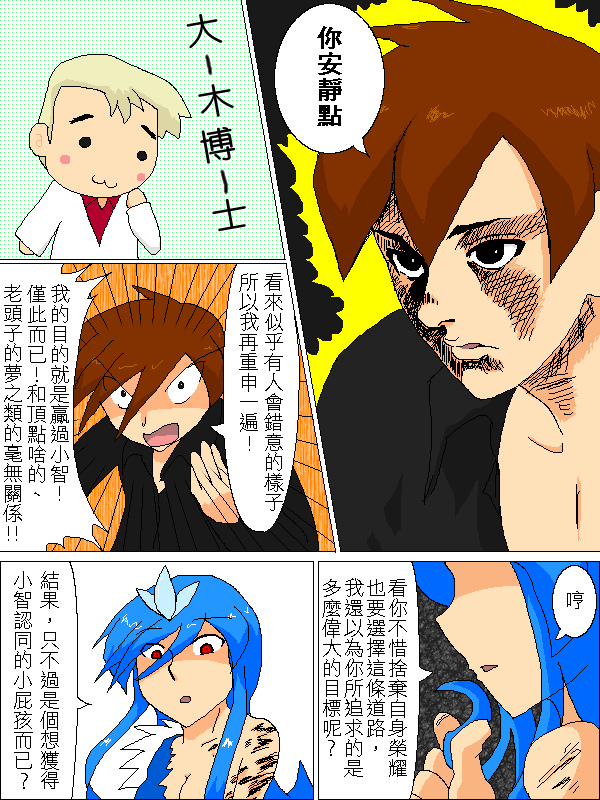 你安靜點
大一木博一士
看來似乎有人會錯意的樣子
所以我再重申一遍！
我的目的就是贏過小智！
僅此而已！和頂點啥的、
老頭子的夢之類的毫無關係!!
哼
看你不惜捨棄自身榮耀
也要選擇這條道路，
我還以為你所追求的是
多麼偉大的目標呢？
結果，只不過是個想獲得
小智認同的小屁孩而已？